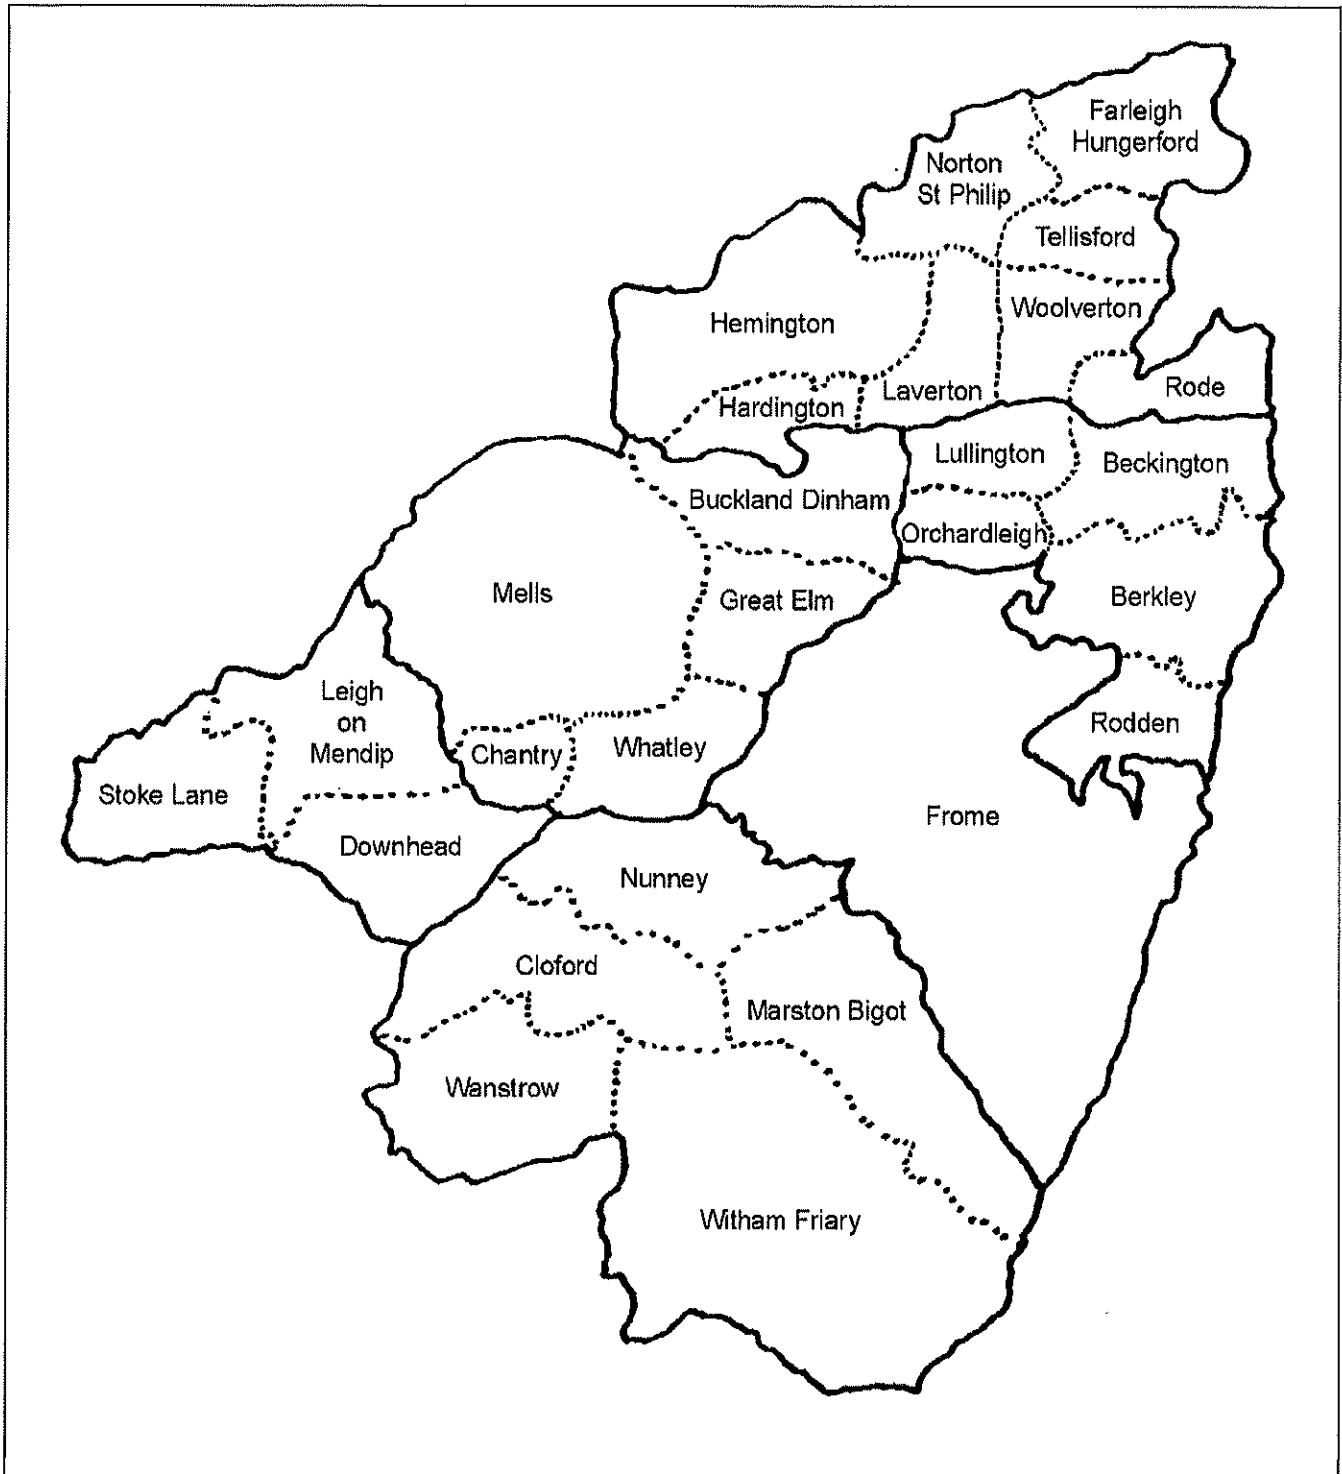 Farleigh
Hungerford
Norton
St Philip
Tellisford
Woolverton
Hemington
Rode
Laverton
Hardington
Lullington
Beckington
Buckland Dinham
Orchardleigh
Mells
Great Elm
Berkley
Leigh
on
Mendip
Rodden
Chantry
Whatley
Stoke Lane
Frome
Downhead
Nunney
Cloford
Marston Bigot
Wanstrow
Witham Friary